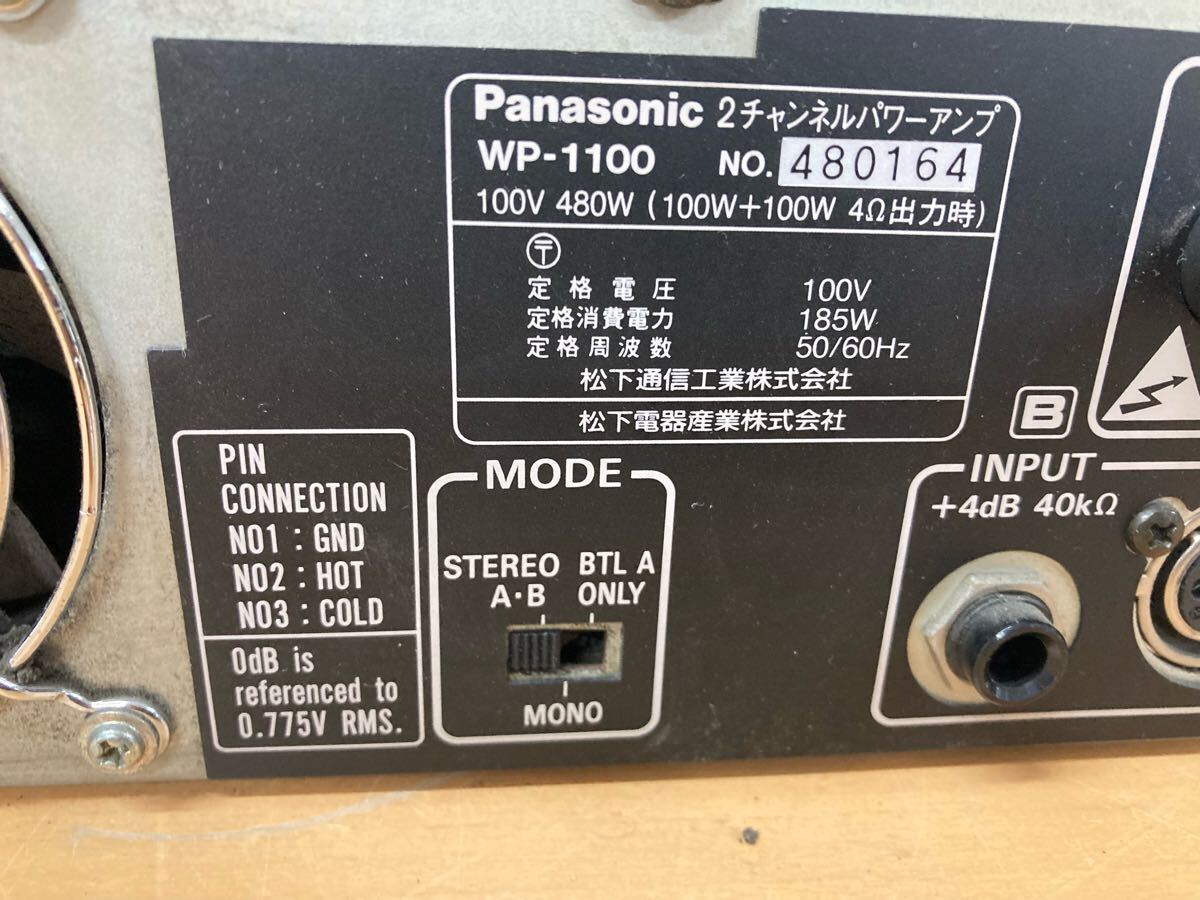 Panasonic 2チャンネルパワーアンプ
WP-1100 NO. 480164
100V 480W (100W+100W 4Ω出力時)
〒
定格電圧 100V
定格消費電力 185W
定格周波数 50/60Hz
松下通信工業株式会社
松下電器産業株式会社
B
PIN
CONNECTION
NO1 : GND
NO2 : HOT
NO3 : COLD
0dB is
referenced to
0.775V RMS.
MODE
STEREO BTL A
A·B ONLY
MONO
INPUT
+4dB 40kΩ